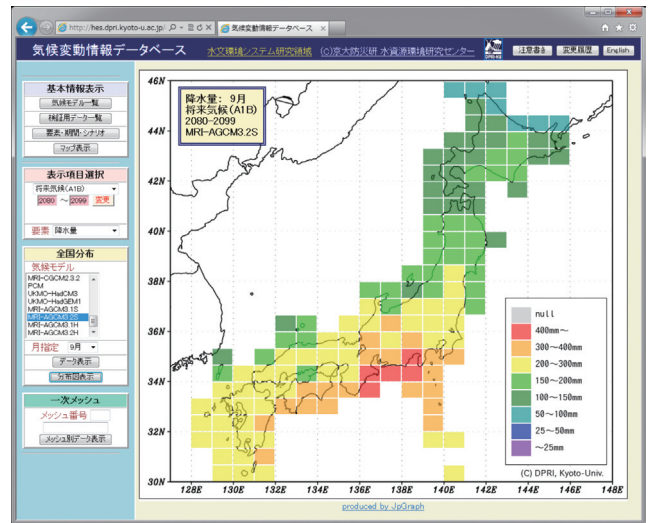 http://hes.dpri.kyoto-u.ac.jp/
気候変動情報データベース
気候変動情報データベース
水文環境システム研究領域
(c)京大防災研 水資源環境研究センター
注意書き
変更履歴
English
基本情報表示
気候モデル一覧
検証用データ一覧
要素・期間・シナリオ
マップ表示
表示項目選択
将来気候(A1B)
2080 ～ 2099 変更
要素 降水量
全国分布
気候モデル
MRI-CGCM2.3.2
PCM
UKMO-HadCM3
UKMO-HadGEM1
MRI-AGCM3.1S
MRI-AGCM3.2S
MRI-AGCM3.1H
MRI-AGCM3.2H
月指定 9月
データ表示
分布図表示
一次メッシュ
メッシュ番号
メッシュ別データ表示
降水量: 9月
将来気候(A1B)
2080-2099
MRI-AGCM3.2S
46N
44N
42N
40N
38N
36N
34N
32N
30N
128E 130E 132E 134E 136E 138E 140E 142E 144E 146E 148E
null
400mm～
300～400mm
200～300mm
150～200mm
100～150mm
50～100mm
25～50mm
～25mm
(C) DPRI, Kyoto-Univ.
produced by JpGraph